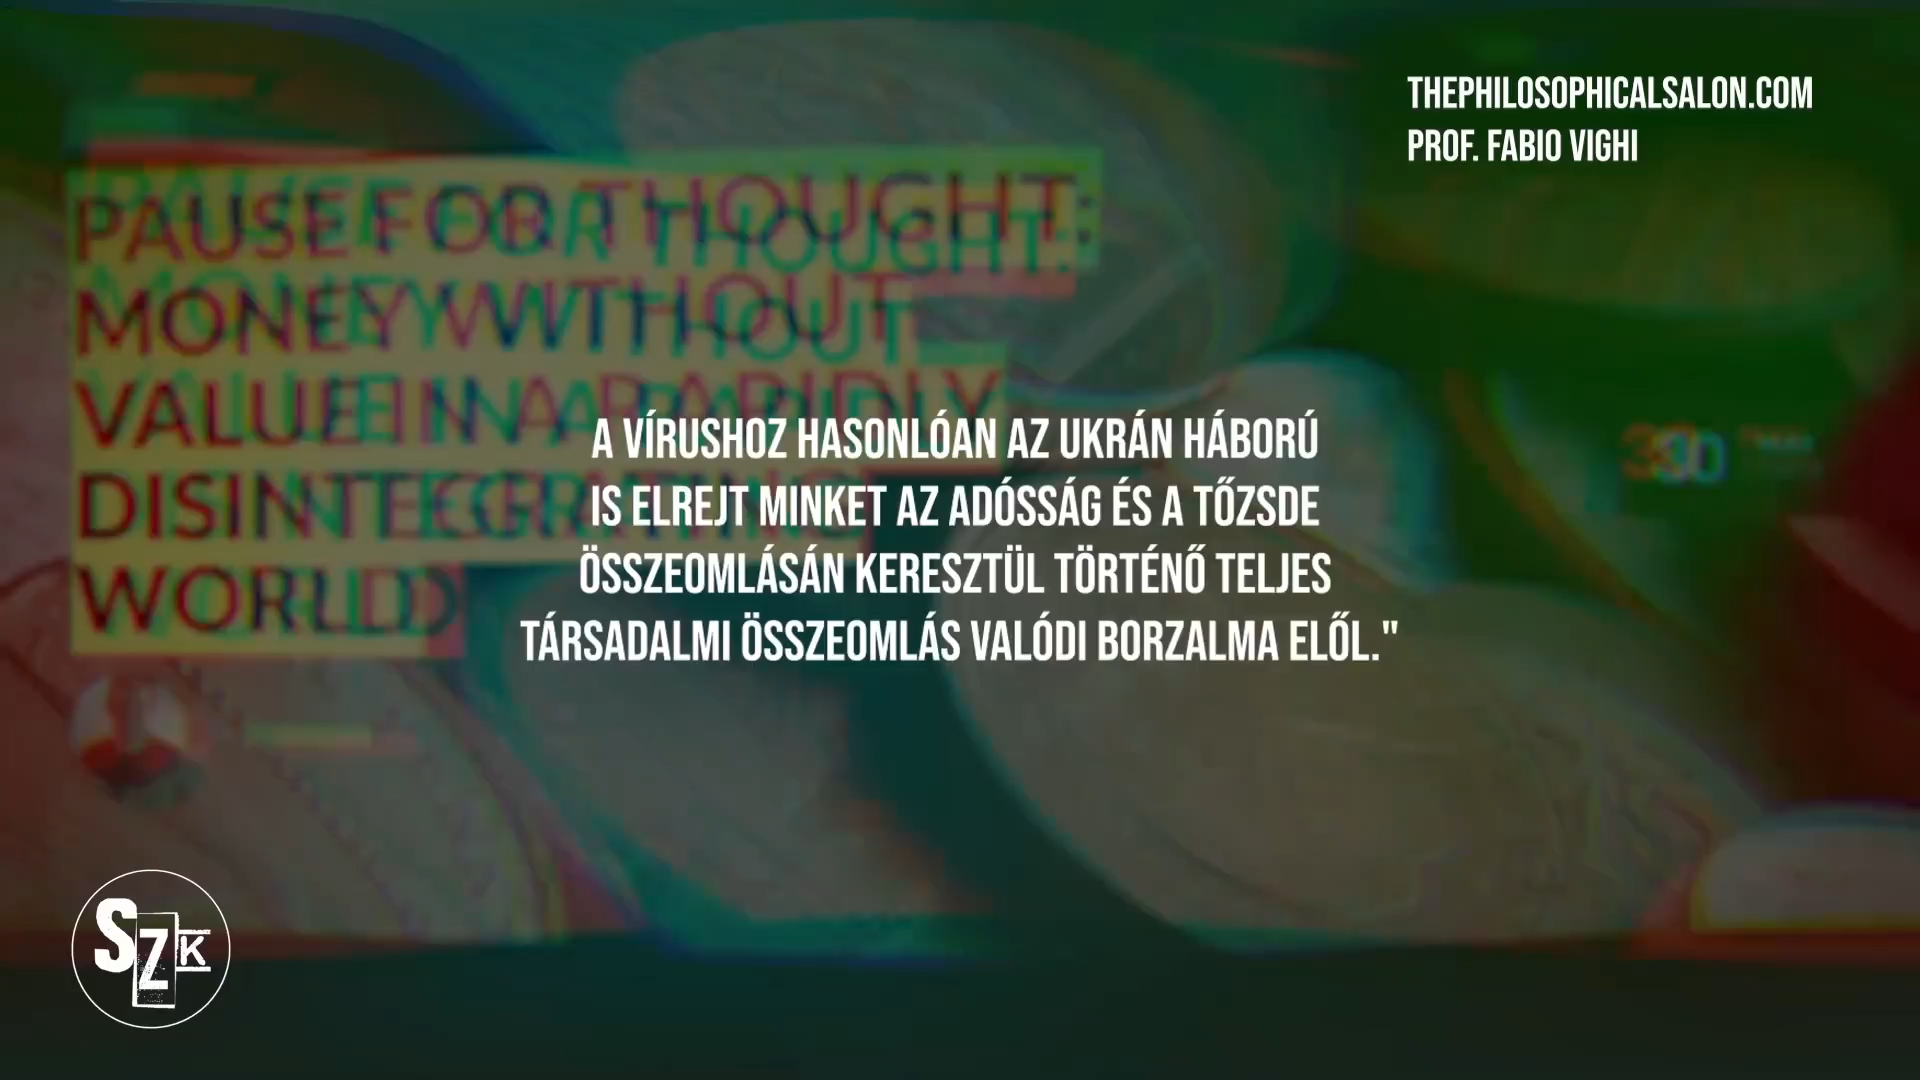 THEPHILOSOPHICALSALON.COM
PROF. FABIO VIGHI
PAUSE FOR THOUGHT:
MONEY WITHOUT
VALUE IN A RAPIDLY
DISINTEGRATING
WORLD
A VÍRUSHOZ HASONLÓAN AZ UKRÁN HÁBORÚ
IS ELREJT MINKET AZ ADÓSSÁG ÉS A TŐZSDE
ÖSSZEOMLÁSÁN KERESZTÜL TÖRTÉNŐ TELJES
TÁRSADALMI ÖSSZEOMLÁS VALÓDI BORZALMA ELŐL."
SZK